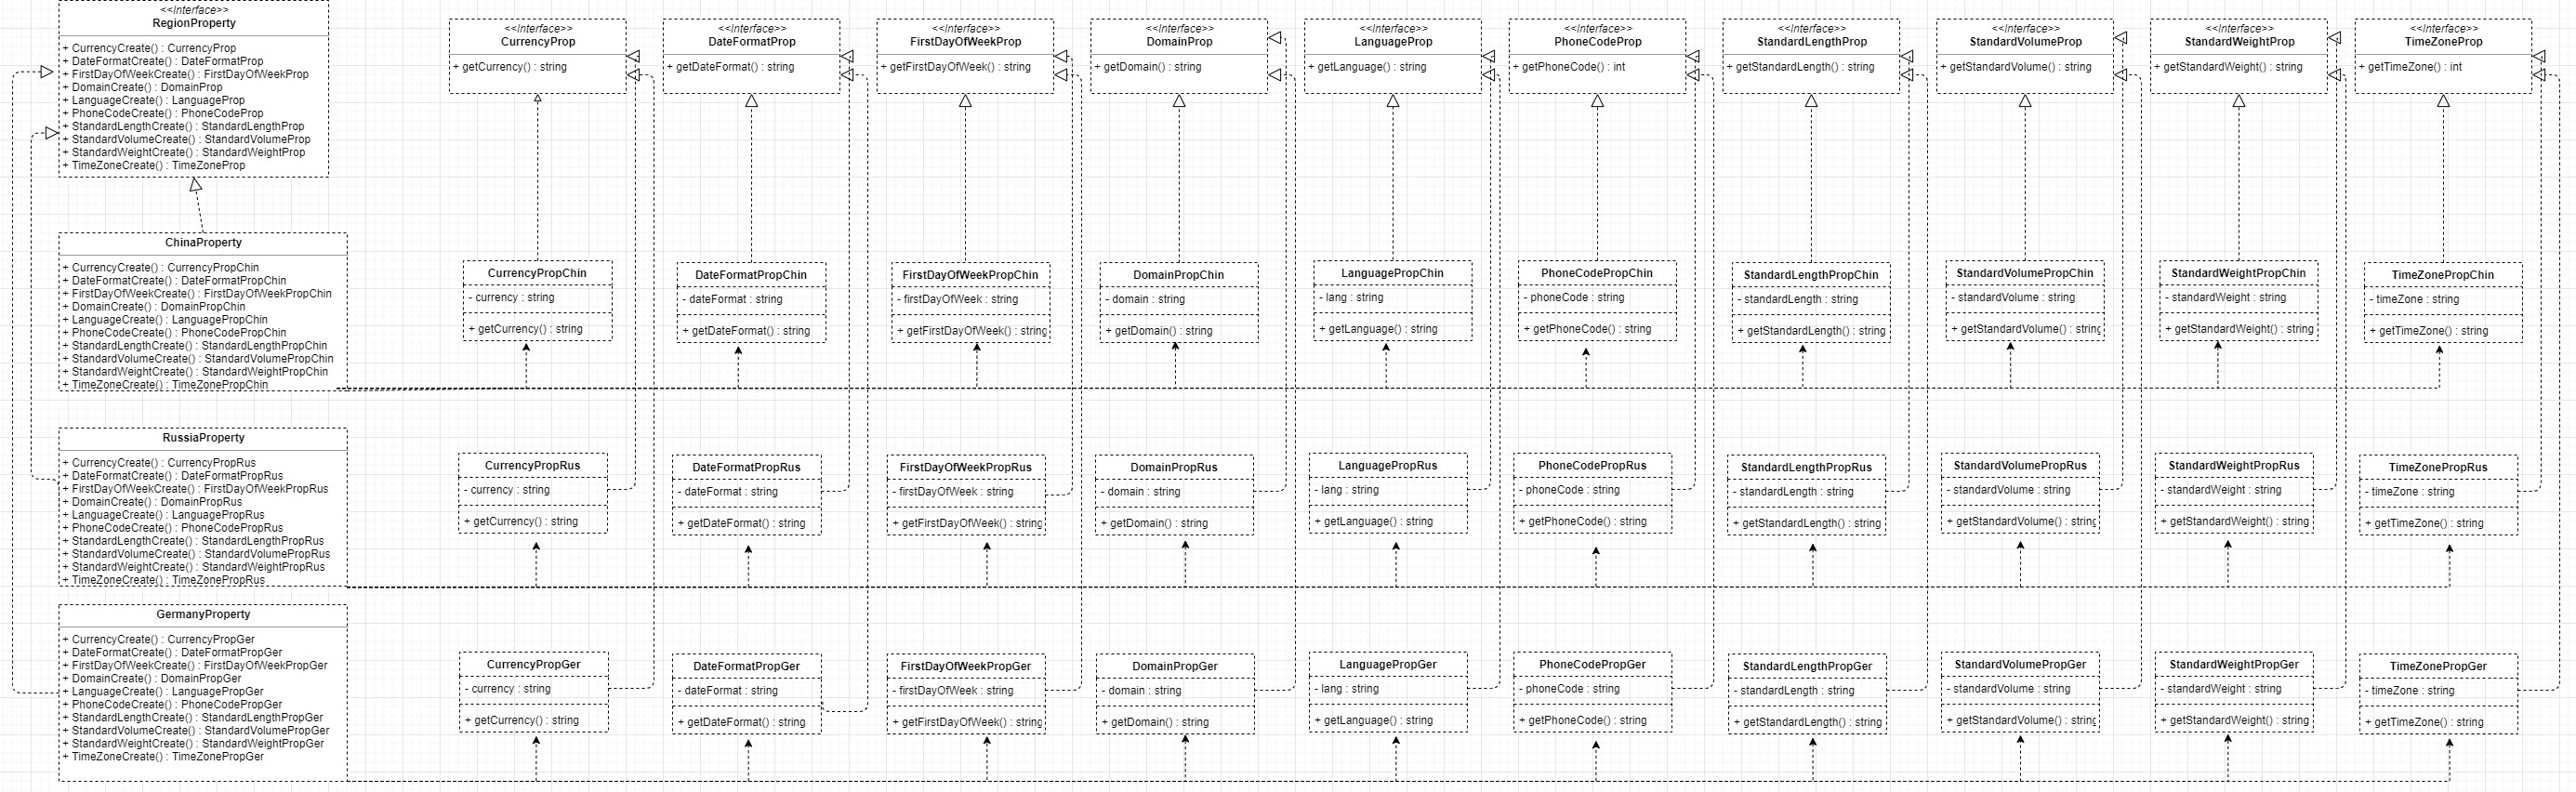 <<Interface>>
RegionProperty
+ CurrencyCreate() : CurrencyProp
+ DateFormatCreate() : DateFormatProp
+ FirstDayOfWeekCreate() : FirstDayOfWeekProp
+ DomainCreate() : DomainProp
+ LanguageCreate() : LanguageProp
+ PhoneCodeCreate() : PhoneCodeProp
+ StandardLengthCreate() : StandardLengthProp
+ StandardVolumeCreate() : StandardVolumeProp
+ StandardWeightCreate() : StandardWeightProp
+ TimeZoneCreate() : TimeZoneProp
<<Interface>>
CurrencyProp
+ getCurrency() : string
<<Interface>>
DateFormatProp
+ getDateFormat() : string
<<Interface>>
FirstDayOfWeekProp
+ getFirstDayOfWeek() : string
<<Interface>>
DomainProp
+ getDomain() : string
<<Interface>>
LanguageProp
+ getLanguage() : string
<<Interface>>
PhoneCodeProp
+ getPhoneCode() : int
<<Interface>>
StandardLengthProp
+ getStandardLength() : string
<<Interface>>
StandardVolumeProp
+ getStandardVolume() : string
<<Interface>>
StandardWeightProp
+ getStandardWeight() : string
<<Interface>>
TimeZoneProp
+ getTimeZone() : int
ChinaProperty
+ CurrencyCreate() : CurrencyPropChin
+ DateFormatCreate() : DateFormatPropChin
+ FirstDayOfWeekCreate() : FirstDayOfWeekPropChin
+ DomainCreate() : DomainPropChin
+ LanguageCreate() : LanguagePropChin
+ PhoneCodeCreate() : PhoneCodePropChin
+ StandardLengthCreate() : StandardLengthPropChin
+ StandardVolumeCreate() : StandardVolumePropChin
+ StandardWeightCreate() : StandardWeightPropChin
+ TimeZoneCreate() : TimeZonePropChin
CurrencyPropChin
- currency : string
+ getCurrency() : string
DateFormatPropChin
- dateFormat : string
+ getDateFormat() : string
FirstDayOfWeekPropChin
- firstDayOfWeek : string
+ getFirstDayOfWeek() : string
DomainPropChin
- domain : string
+ getDomain() : string
LanguagePropChin
- lang : string
+ getLanguage() : string
PhoneCodePropChin
- phoneCode : string
+ getPhoneCode() : string
StandardLengthPropChin
- standardLength : string
+ getStandardLength() : string
StandardVolumePropChin
- standardVolume : string
+ getStandardVolume() : string
StandardWeightPropChin
- standardWeight : string
+ getStandardWeight() : string
TimeZonePropChin
- timeZone : string
+ getTimeZone() : string
RussiaProperty
+ CurrencyCreate() : CurrencyPropRus
+ DateFormatCreate() : DateFormatPropRus
+ FirstDayOfWeekCreate() : FirstDayOfWeekPropRus
+ DomainCreate() : DomainPropRus
+ LanguageCreate() : LanguagePropRus
+ PhoneCodeCreate() : PhoneCodePropRus
+ StandardLengthCreate() : StandardLengthPropRus
+ StandardVolumeCreate() : StandardVolumePropRus
+ StandardWeightCreate() : StandardWeightPropRus
+ TimeZoneCreate() : TimeZonePropRus
CurrencyPropRus
- currency : string
+ getCurrency() : string
DateFormatPropRus
- dateFormat : string
+ getDateFormat() : string
FirstDayOfWeekPropRus
- firstDayOfWeek : string
+ getFirstDayOfWeek() : string
DomainPropRus
- domain : string
+ getDomain() : string
LanguagePropRus
- lang : string
+ getLanguage() : string
PhoneCodePropRus
- phoneCode : string
+ getPhoneCode() : string
StandardLengthPropRus
- standardLength : string
+ getStandardLength() : string
StandardVolumePropRus
- standardVolume : string
+ getStandardVolume() : string
StandardWeightPropRus
- standardWeight : string
+ getStandardWeight() : string
TimeZonePropRus
- timeZone : string
+ getTimeZone() : string
GermanyProperty
+ CurrencyCreate() : CurrencyPropGer
+ DateFormatCreate() : DateFormatPropGer
+ FirstDayOfWeekCreate() : FirstDayOfWeekPropGer
+ DomainCreate() : DomainPropGer
+ LanguageCreate() : LanguagePropGer
+ PhoneCodeCreate() : PhoneCodePropGer
+ StandardLengthCreate() : StandardLengthPropGer
+ StandardVolumeCreate() : StandardVolumePropGer
+ StandardWeightCreate() : StandardWeightPropGer
+ TimeZoneCreate() : TimeZonePropGer
CurrencyPropGer
- currency : string
+ getCurrency() : string
DateFormatPropGer
- dateFormat : string
+ getDateFormat() : string
FirstDayOfWeekPropGer
- firstDayOfWeek : string
+ getFirstDayOfWeek() : string
DomainPropGer
- domain : string
+ getDomain() : string
LanguagePropGer
- lang : string
+ getLanguage() : string
PhoneCodePropGer
- phoneCode : string
+ getPhoneCode() : string
StandardLengthPropGer
- standardLength : string
+ getStandardLength() : string
StandardVolumePropGer
- standardVolume : string
+ getStandardVolume() : string
StandardWeightPropGer
- standardWeight : string
+ getStandardWeight() : string
TimeZonePropGer
- timeZone : string
+ getTimeZone() : string